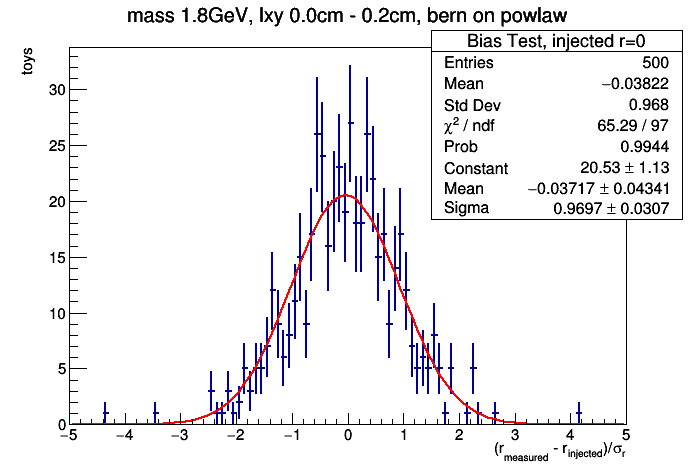 mass 1.8GeV, lxy 0.0cm - 0.2cm, bern on powlaw
Bias Test, injected r=0
Entries 500
Mean −0.03822
Std Dev 0.968
χ² / ndf 65.29 / 97
Prob 0.9944
Constant 20.53 ± 1.13
Mean −0.03717 ± 0.04341
Sigma 0.9697 ± 0.0307
toys
30
25
20
15
10
5
0
−5 −4 −3 −2 −1 0 1 2 3 4 5
(r_measured - r_injected)/σ_r